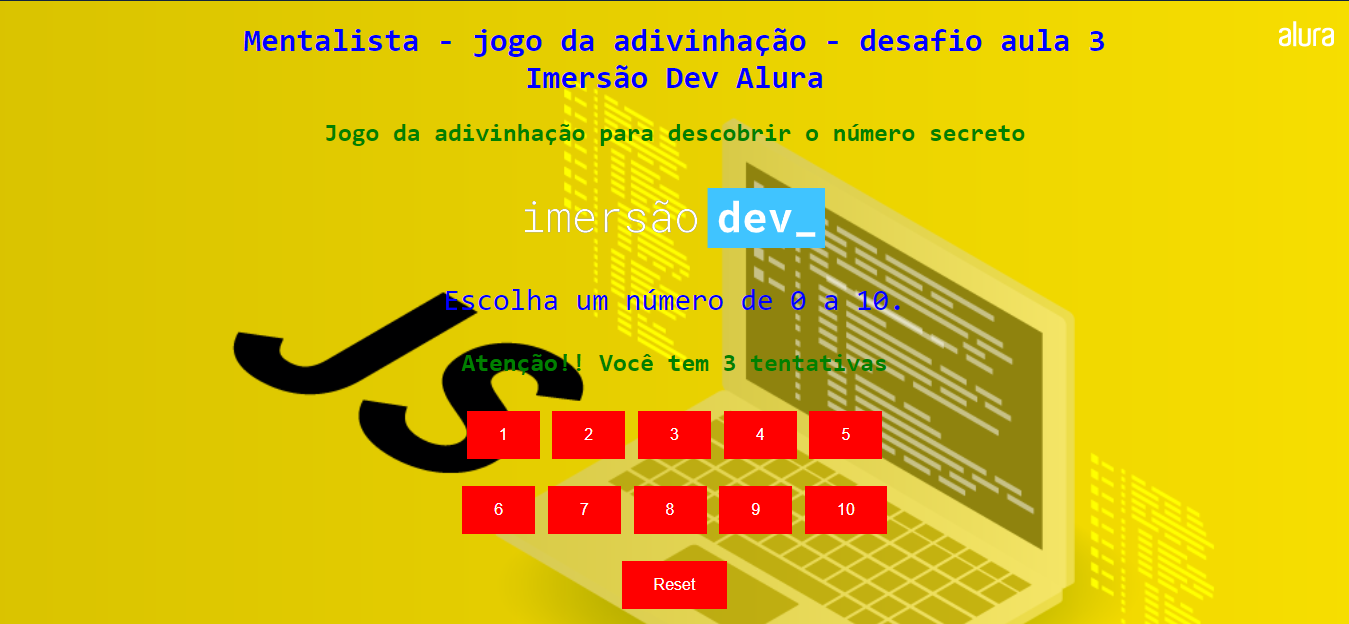 Mentalista - jogo da adivinhação - desafio aula 3
Imersão Dev Alura
alura
Jogo da adivinhação para descobrir o número secreto
imersão dev_
Escolha um número de 0 a 10.
JS
Atenção!! Você tem 3 tentativas
1 2 3 4 5
6 7 8 9 10
Reset